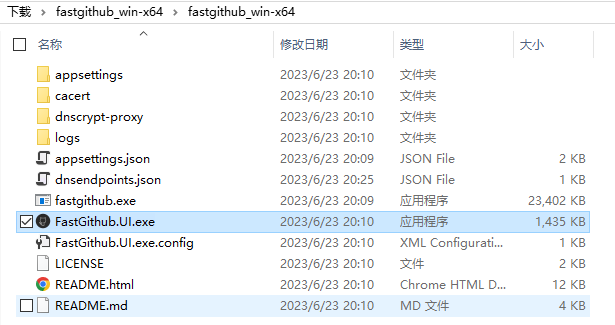 下载 > fastgithub_win-x64 > fastgithub_win-x64
名称 修改日期 类型 大小
appsettings 2023/6/23 20:10 文件夹
cacert 2023/6/23 20:10 文件夹
dnscrypt-proxy 2023/6/23 20:10 文件夹
logs 2023/6/23 20:10 文件夹
appsettings.json 2023/6/23 20:09 JSON File 2 KB
dnsendpoints.json 2023/6/23 20:25 JSON File 1 KB
fastgithub.exe 2023/6/23 20:09 应用程序 23,402 KB
FastGithub.UI.exe 2023/6/23 20:10 应用程序 1,435 KB
FastGithub.UI.exe.config 2023/6/23 20:10 XML Configurati... 1 KB
LICENSE 2023/6/23 20:10 文件 2 KB
README.html 2023/6/23 20:10 Chrome HTML D... 12 KB
README.md 2023/6/23 20:10 MD 文件 4 KB